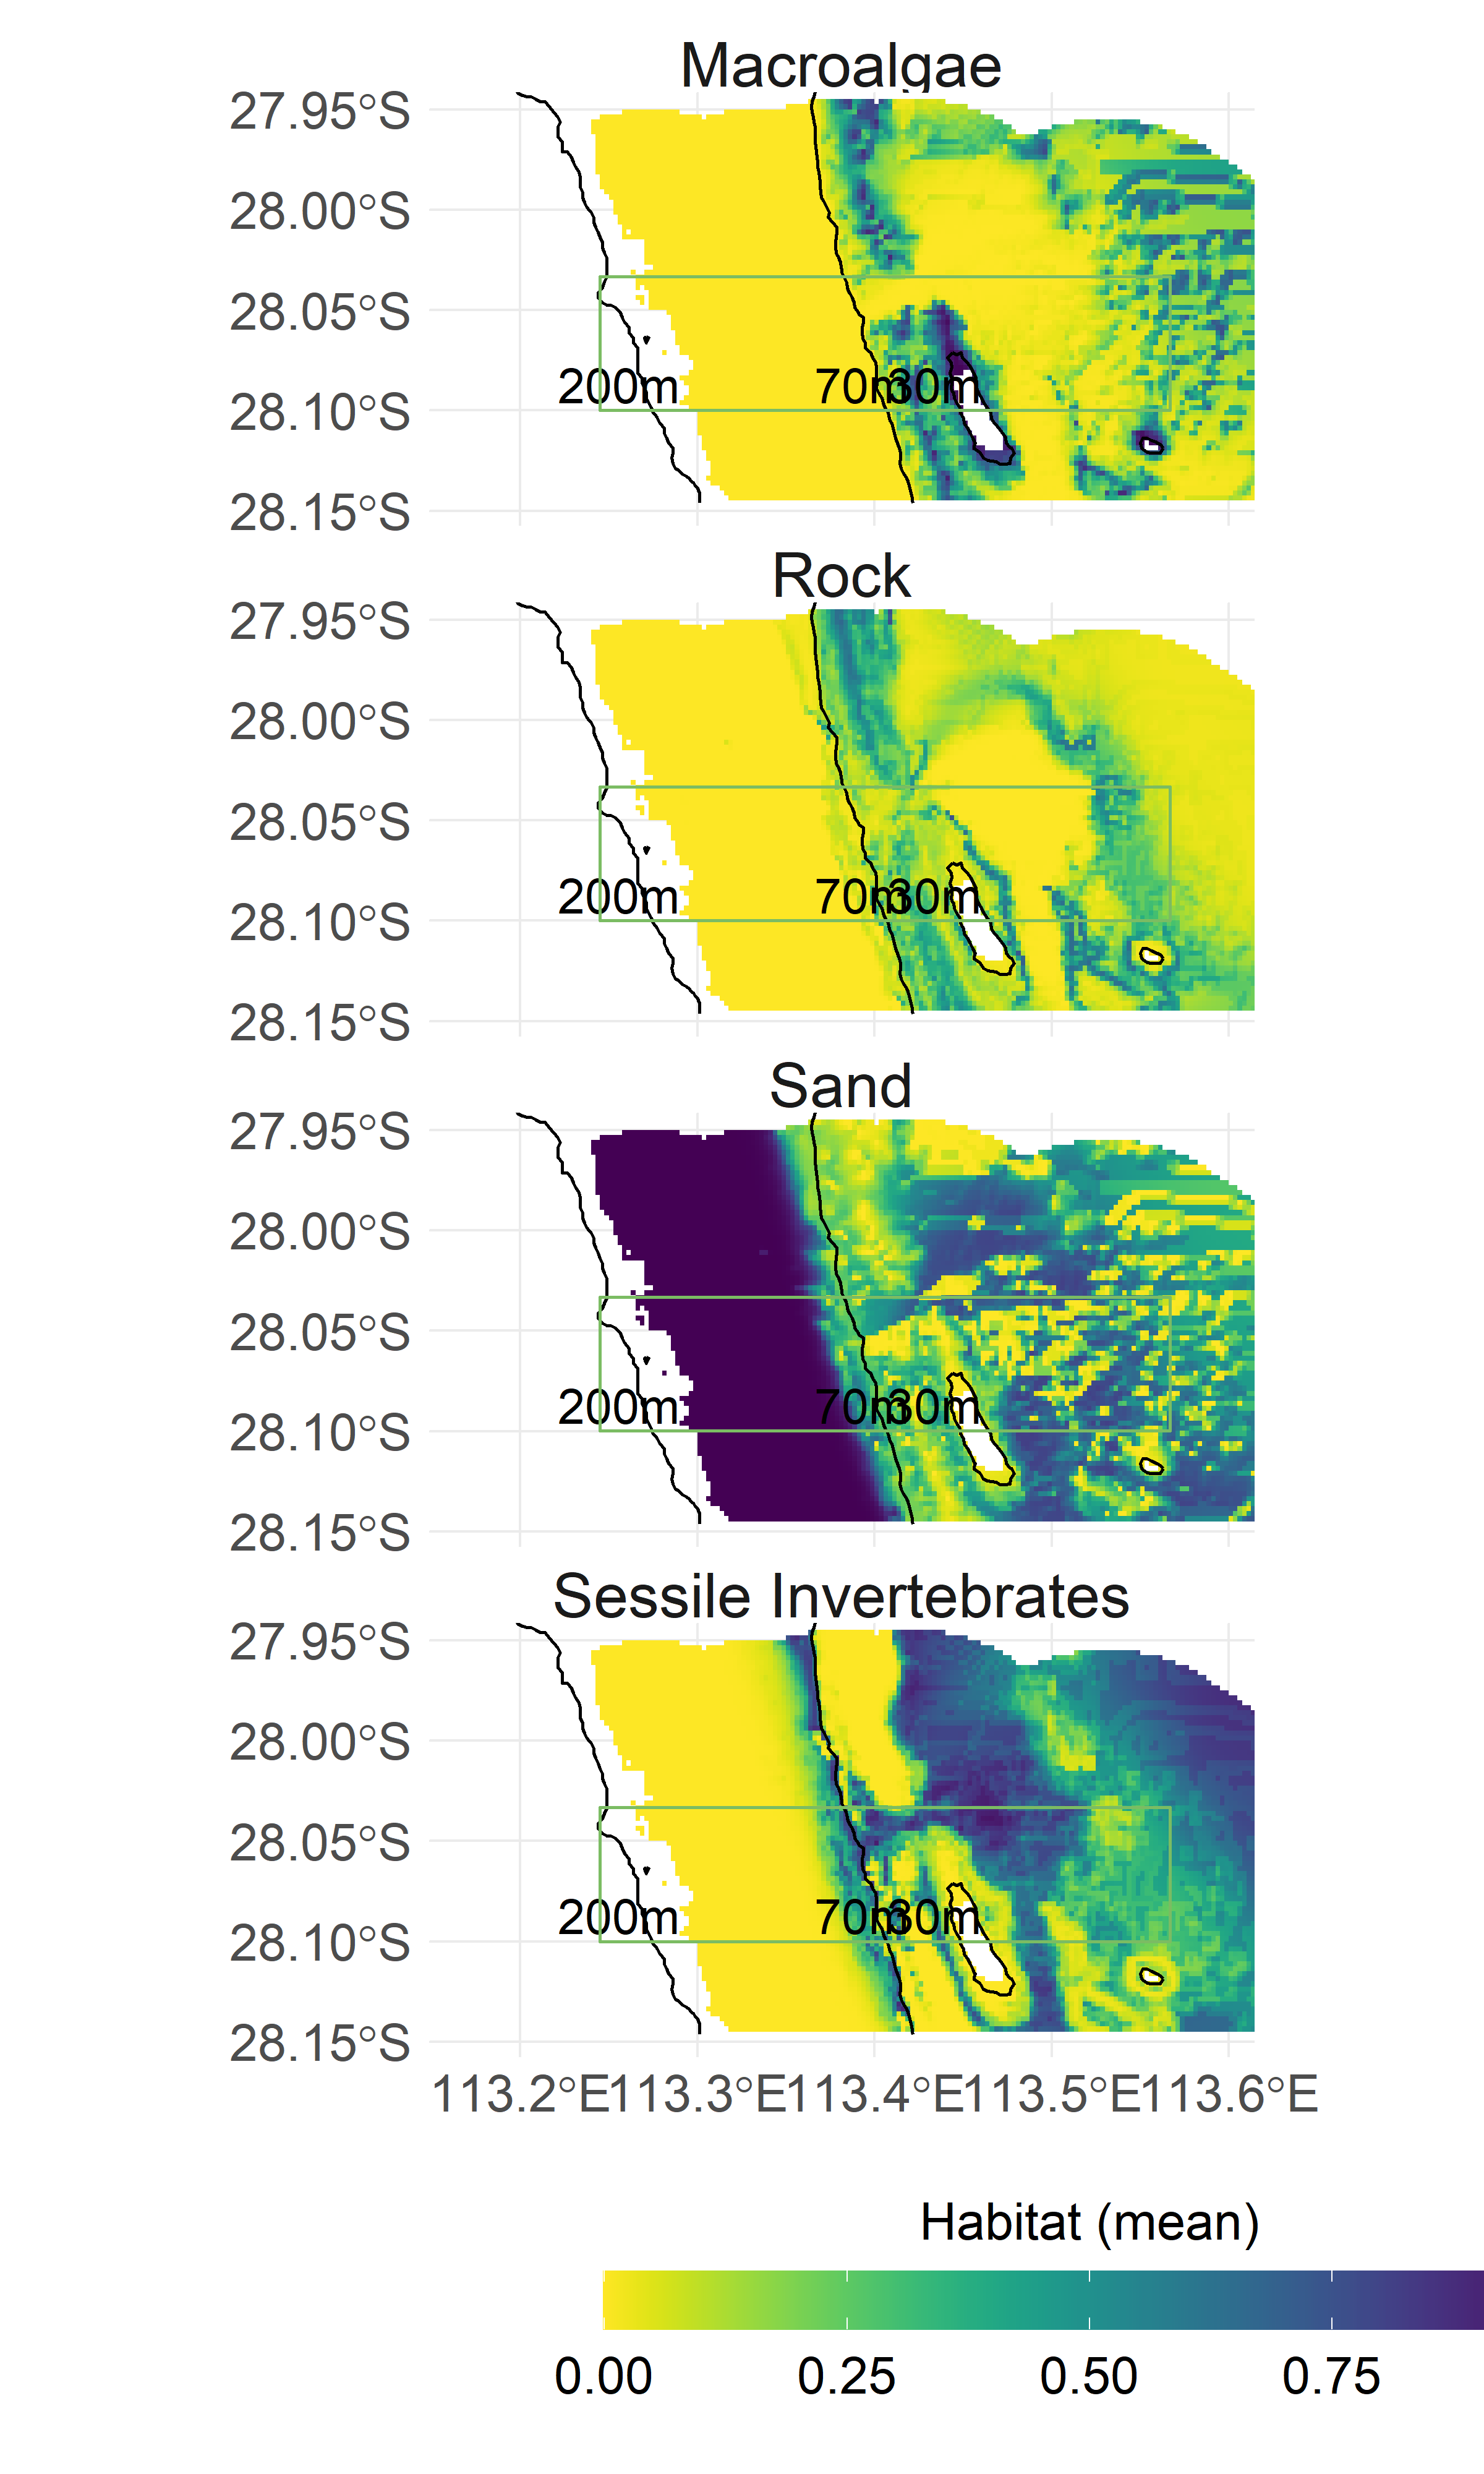 Macroalgae
27.95°S
28.00°S
28.05°S
200m 70m 30m
28.10°S
28.15°S
Rock
27.95°S
28.00°S
28.05°S
200m 70m 30m
28.10°S
28.15°S
Sand
27.95°S
28.00°S
28.05°S
200m 70m 30m
28.10°S
28.15°S
Sessile Invertebrates
27.95°S
28.00°S
28.05°S
200m 70m 30m
28.10°S
28.15°S
113.2°E 113.3°E 113.4°E 113.5°E 113.6°E
Habitat (mean)
0.00 0.25 0.50 0.75